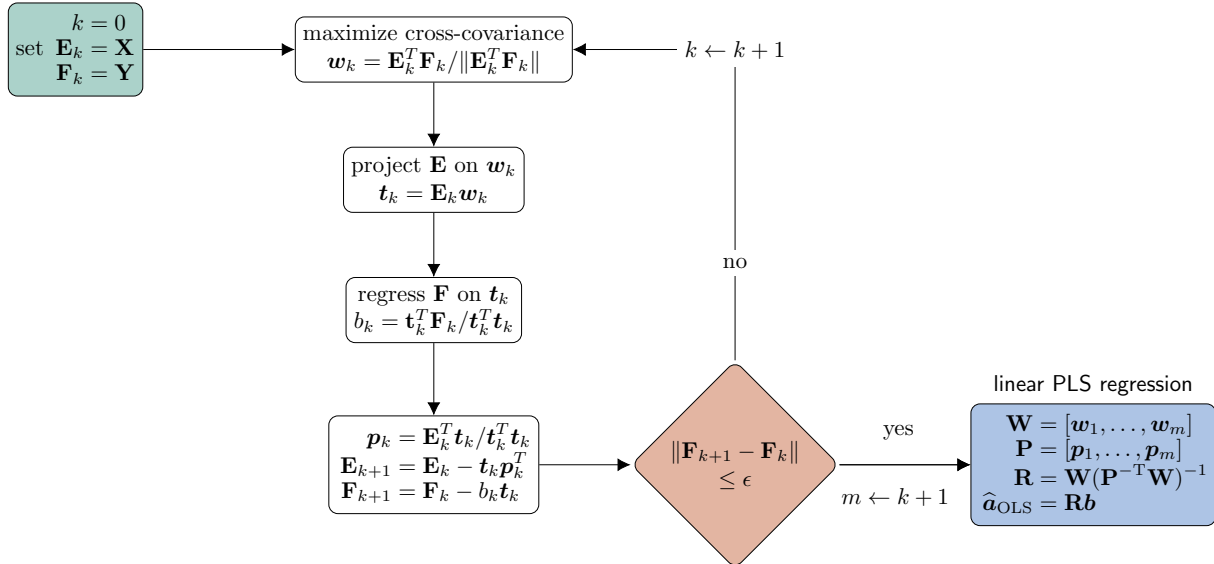 k = 0
set E_k = X
F_k = Y
maximize cross-covariance
w_k = E_k^T F_k / ‖E_k^T F_k‖
k ← k + 1
project E on w_k
t_k = E_k w_k
no
regress F on t_k
b_k = t_k^T F_k / t_k^T t_k
p_k = E_k^T t_k / t_k^T t_k
E_{k+1} = E_k − t_k p_k^T
F_{k+1} = F_k − b_k t_k
‖F_{k+1} − F_k‖
≤ ϵ
yes
m ← k + 1
linear PLS regression
W = [w_1, . . . , w_m]
P = [p_1, . . . , p_m]
R = W(P^{−T} W)^{−1}
â_OLS = Rb